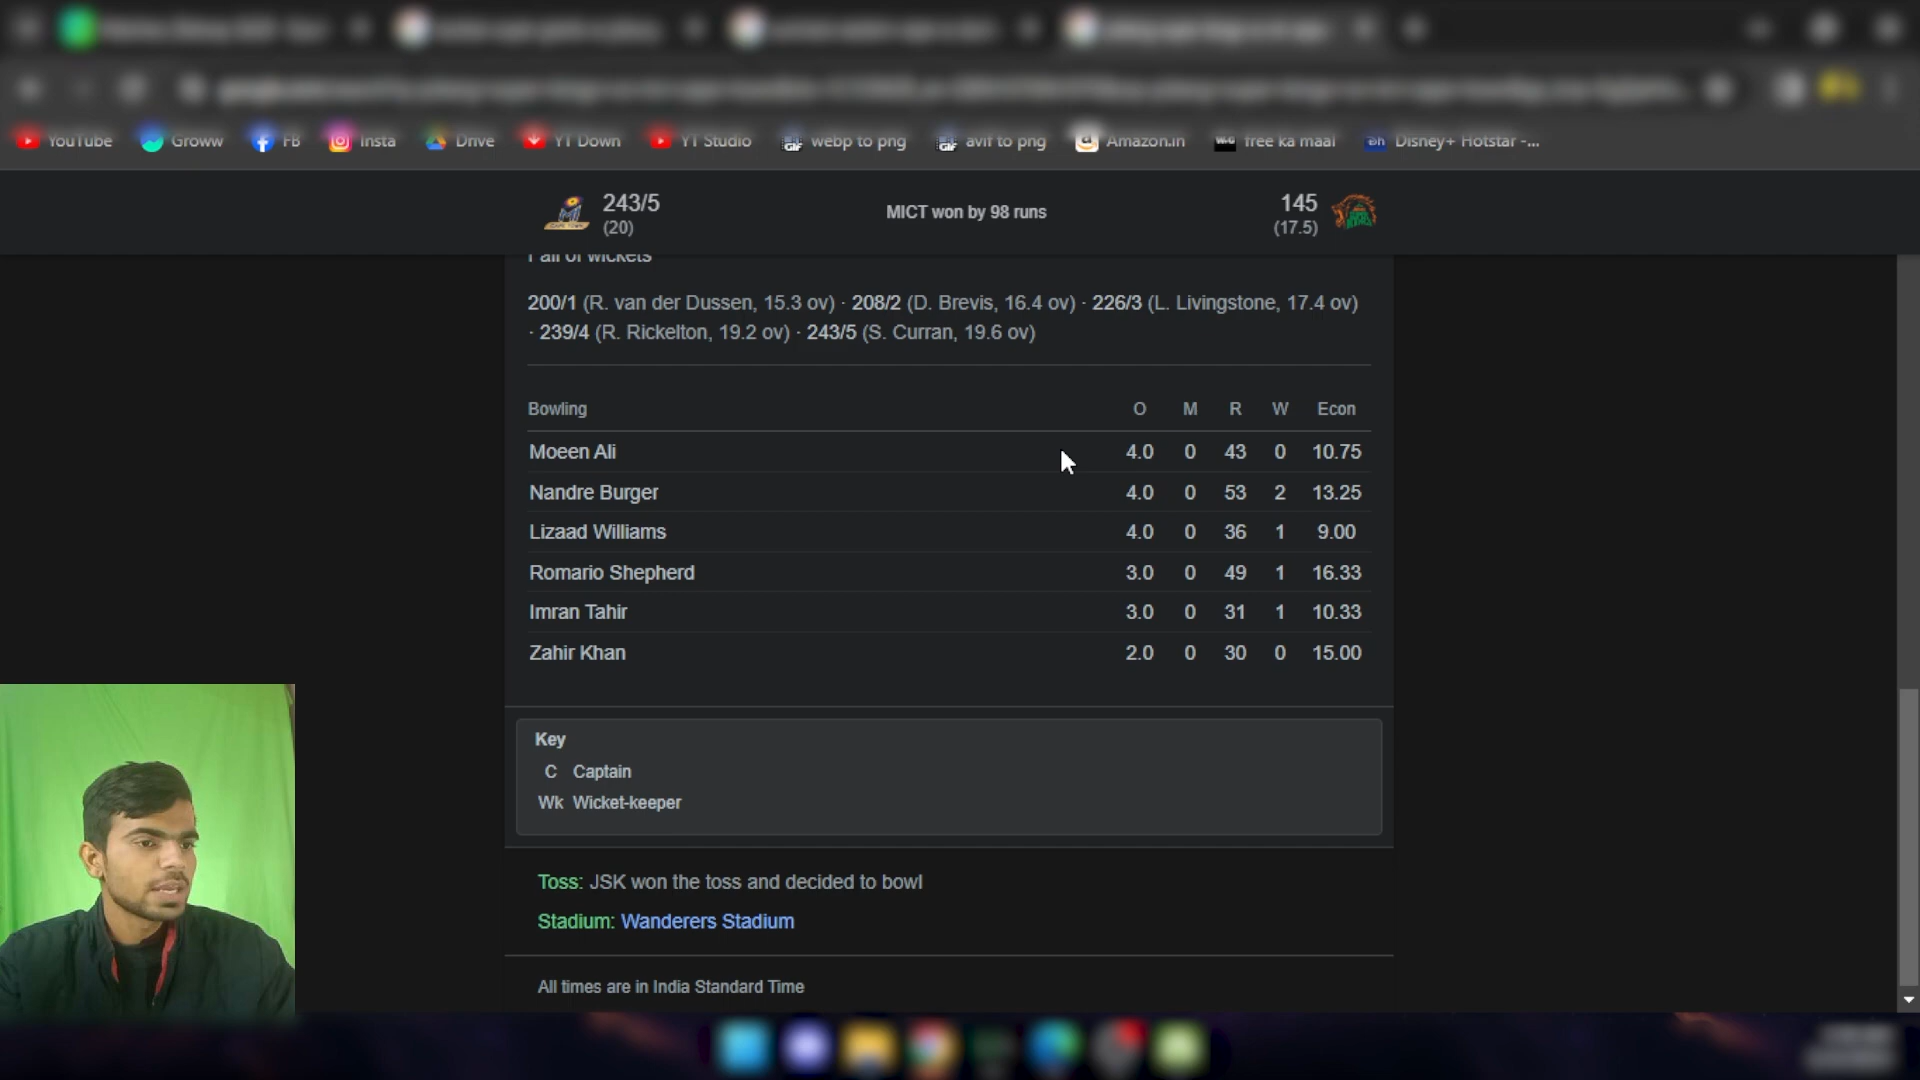 YouTube Groww FB Insta Drive YT Down YT Studio webp to png avif to png Amazon.in free ka maal Disney+ Hotstar -...
243/5 MICT won by 98 runs 145
(20) (17.5)
Fall of wickets
200/1 (R. van der Dussen, 15.3 ov) · 208/2 (D. Brevis, 16.4 ov) · 226/3 (L. Livingstone, 17.4 ov)
· 239/4 (R. Rickelton, 19.2 ov) · 243/5 (S. Curran, 19.6 ov)
Bowling O M R W Econ
Moeen Ali 4.0 0 43 0 10.75
Nandre Burger 4.0 0 53 2 13.25
Lizaad Williams 4.0 0 36 1 9.00
Romario Shepherd 3.0 0 49 1 16.33
Imran Tahir 3.0 0 31 1 10.33
Zahir Khan 2.0 0 30 0 15.00
Key
C Captain
Wk Wicket-keeper
Toss: JSK won the toss and decided to bowl
Stadium: Wanderers Stadium
All times are in India Standard Time